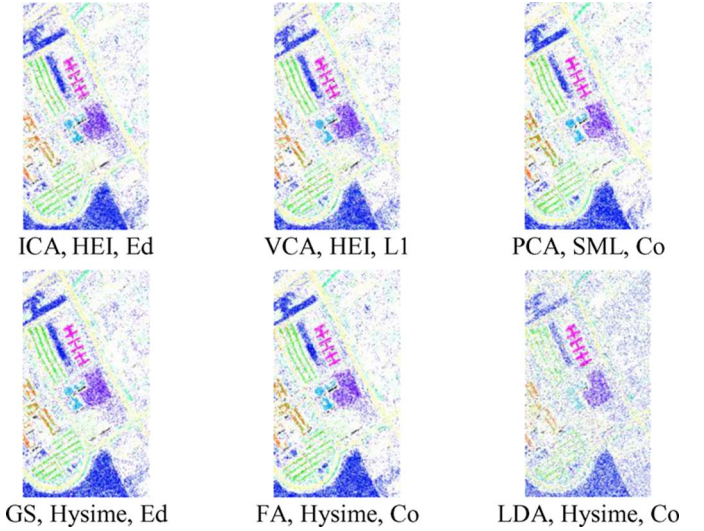 ICA, HEI, Ed
VCA, HEI, L1
PCA, SML, Co
GS, Hysime, Ed
FA, Hysime, Co
LDA, Hysime, Co